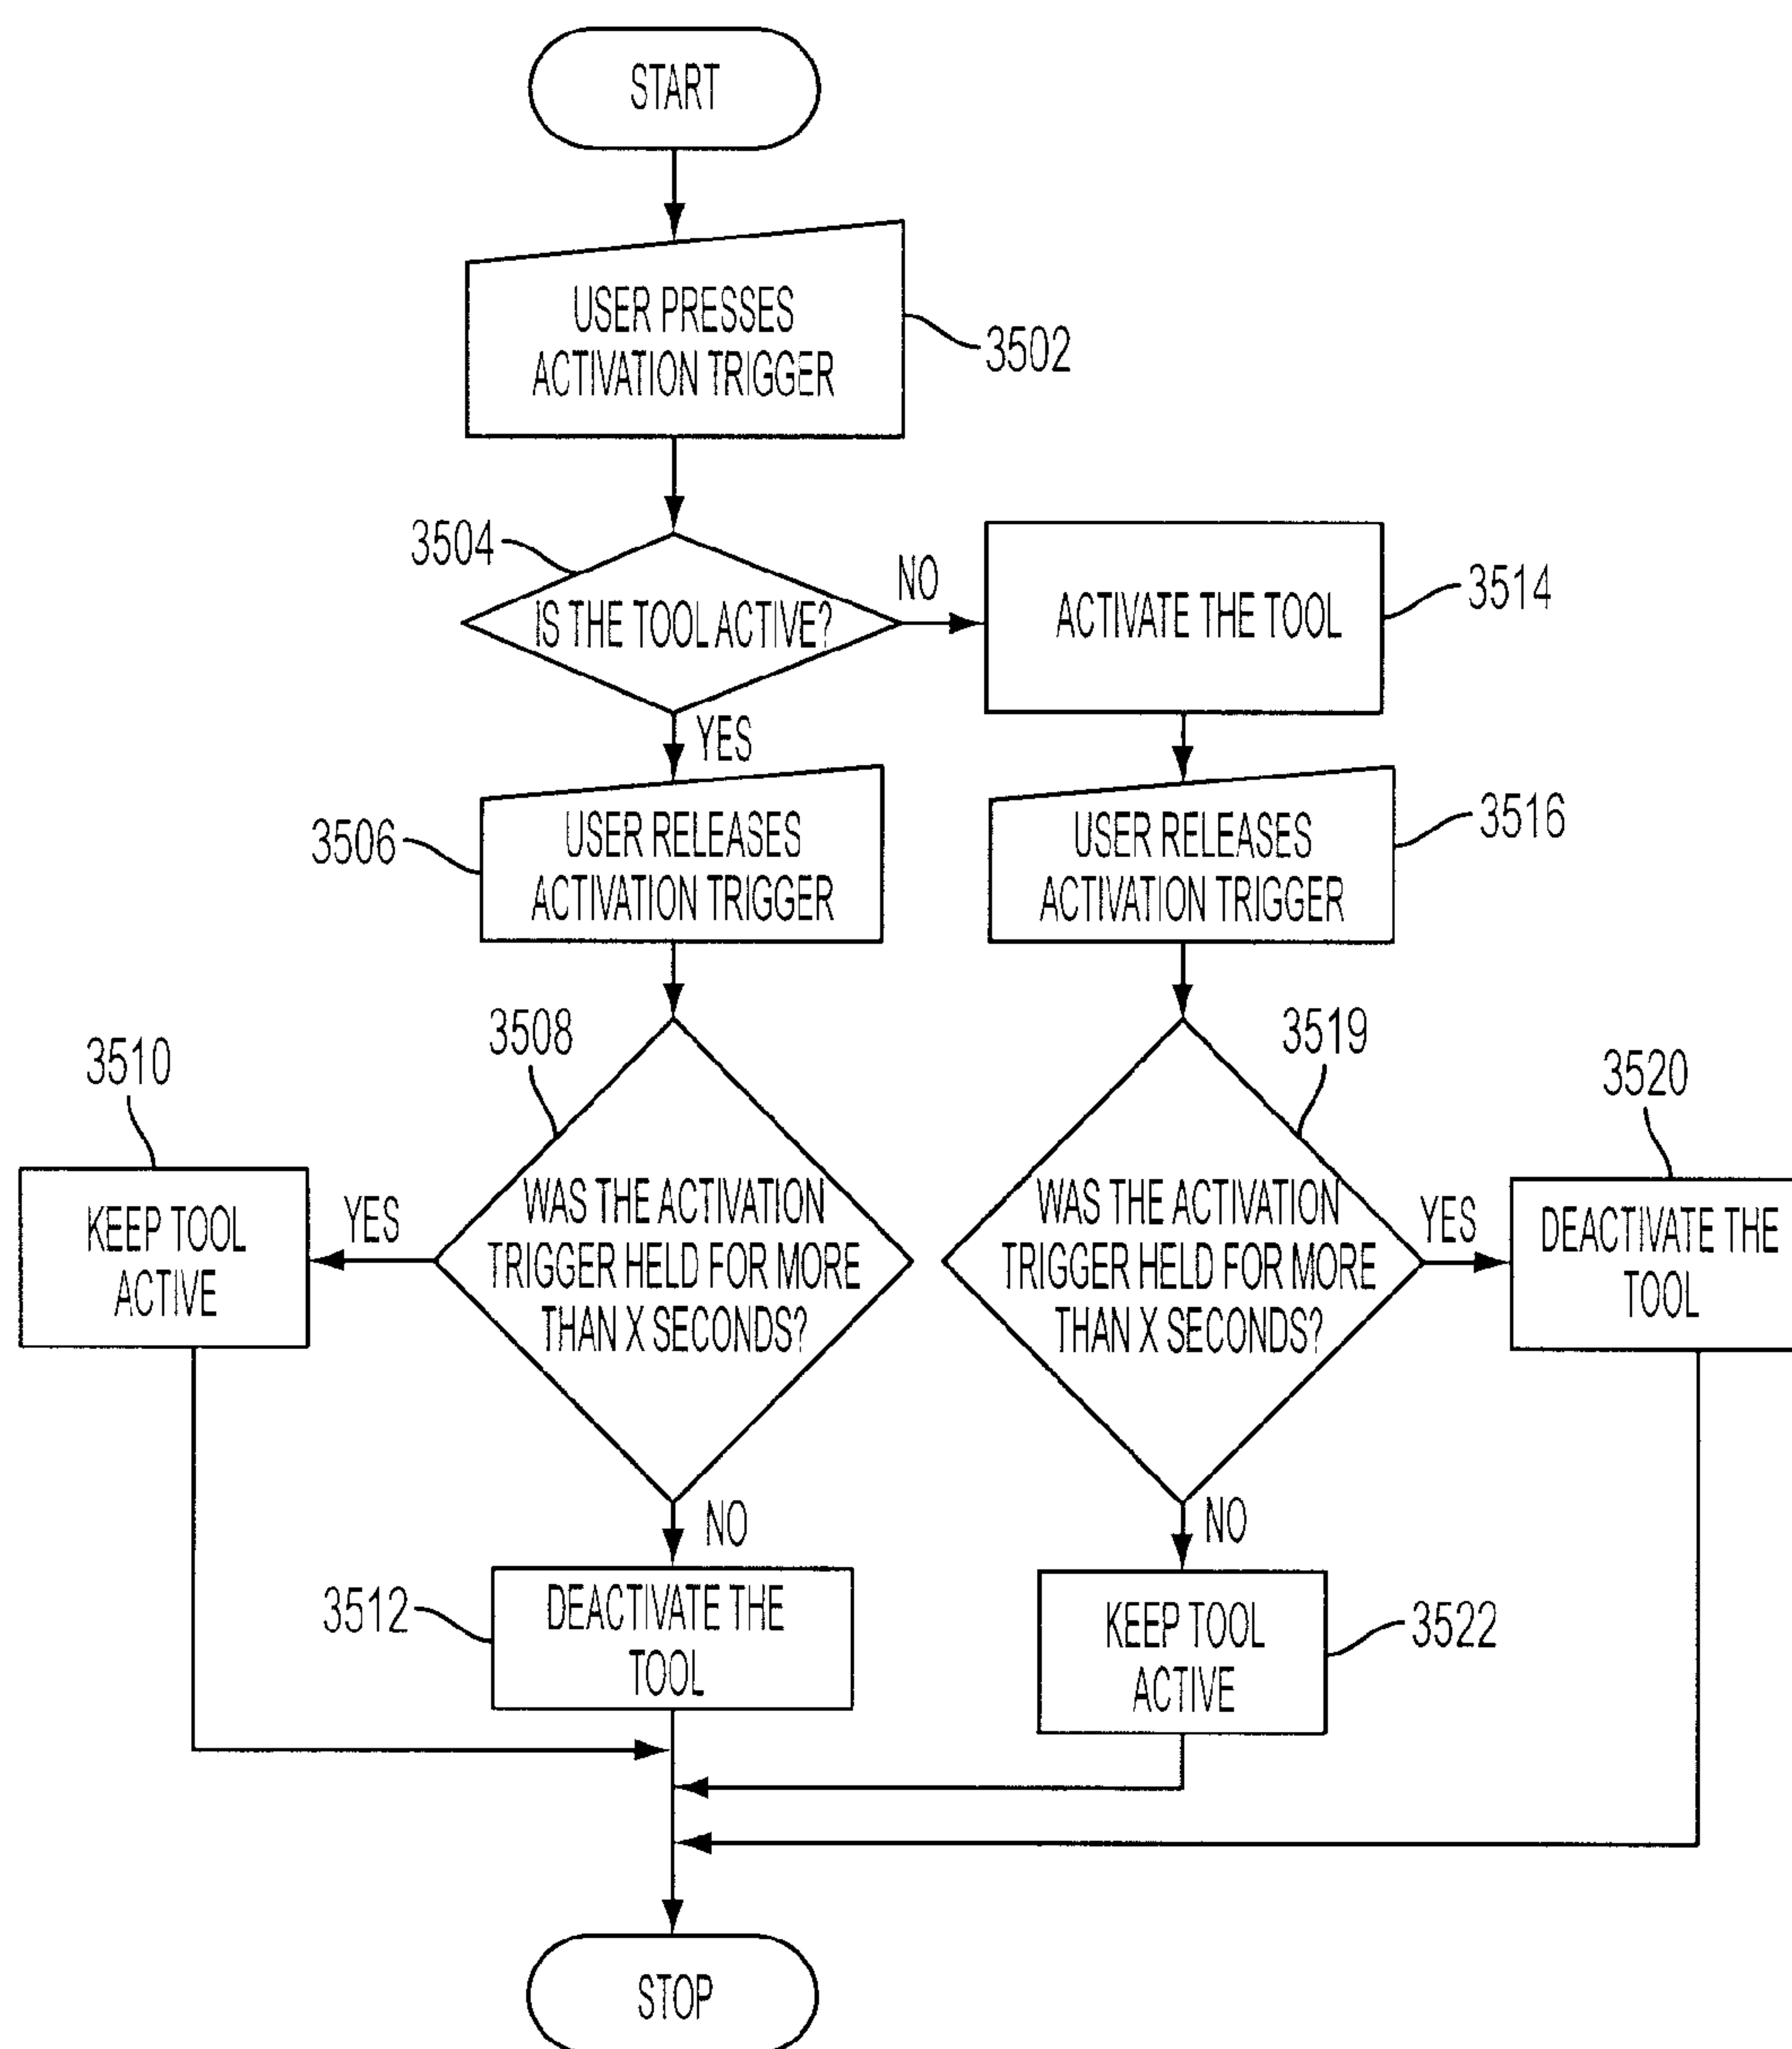 START
USER PRESSES
ACTIVATION TRIGGER
3502
3504
IS THE TOOL ACTIVE?
NO
ACTIVATE THE TOOL
3514
YES
3506
USER RELEASES
ACTIVATION TRIGGER
USER RELEASES
ACTIVATION TRIGGER
3516
3510
3508
3519
3520
KEEP TOOL
ACTIVE
YES
WAS THE ACTIVATION
TRIGGER HELD FOR MORE
THAN X SECONDS?
WAS THE ACTIVATION
TRIGGER HELD FOR MORE
THAN X SECONDS?
YES
DEACTIVATE THE
TOOL
NO
NO
3512
DEACTIVATE THE
TOOL
KEEP TOOL
ACTIVE
3522
STOP